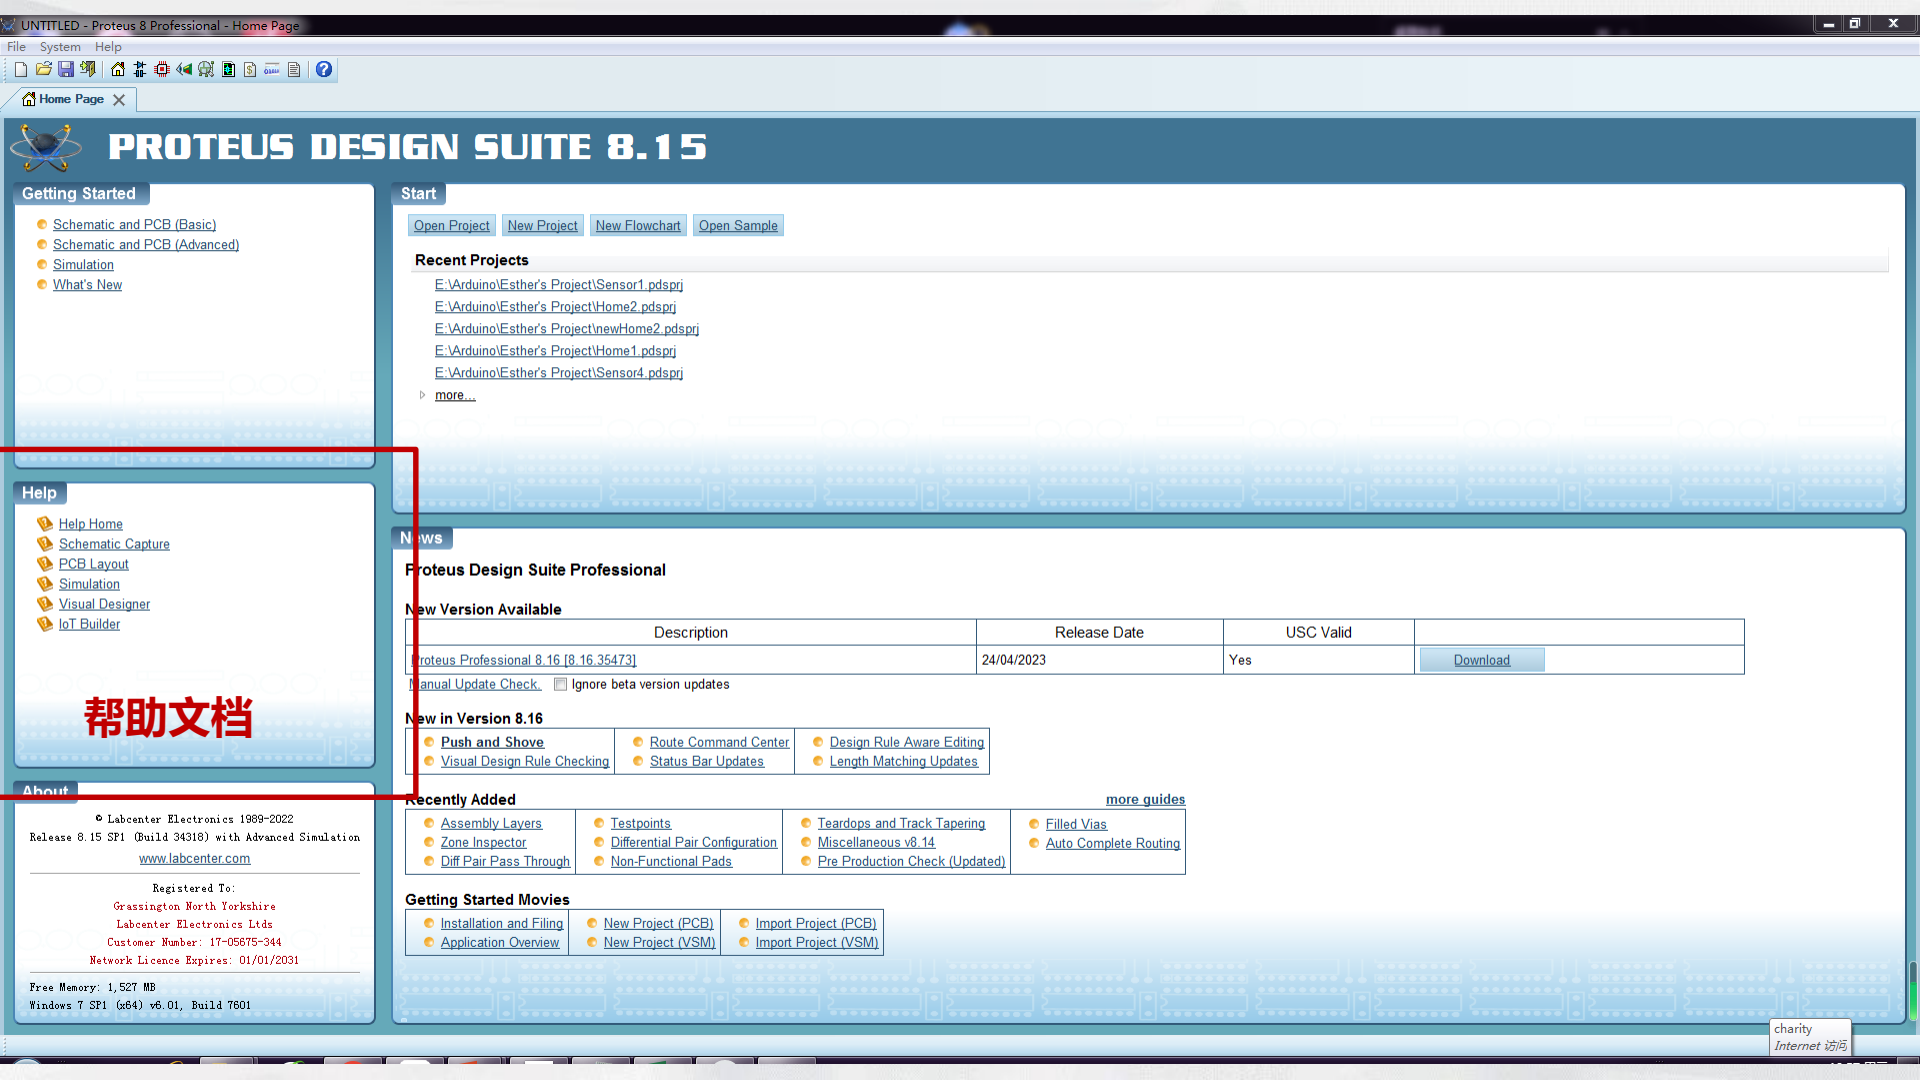 UNTITLED - Proteus 8 Professional - Home Page
File System Help
Home Page
PROTEUS DESIGN SUITE 8.15
Getting Started
Schematic and PCB (Basic)
Schematic and PCB (Advanced)
Simulation
What's New
Start
Open Project New Project New Flowchart Open Sample
Recent Projects
E:\Arduino\Esther's Project\Sensor1.pdsprj
E:\Arduino\Esther's Project\Home2.pdsprj
E:\Arduino\Esther's Project\newHome2.pdsprj
E:\Arduino\Esther's Project\Home1.pdsprj
E:\Arduino\Esther's Project\Sensor4.pdsprj
more...
Help
Help Home
Schematic Capture
PCB Layout
Simulation
Visual Designer
IoT Builder
帮助文档
News
Proteus Design Suite Professional
New Version Available
Description Release Date USC Valid
Proteus Professional 8.16 [8.16.35473] 24/04/2023 Yes Download
Manual Update Check. Ignore beta version updates
New in Version 8.16
Push and Shove Route Command Center Design Rule Aware Editing
Visual Design Rule Checking Status Bar Updates Length Matching Updates
Recently Added more guides
Assembly Layers Testpoints Teardops and Track Tapering Filled Vias
Zone Inspector Differential Pair Configuration Miscellaneous v8.14 Auto Complete Routing
Diff Pair Pass Through Non-Functional Pads Pre Production Check (Updated)
Getting Started Movies
Installation and Filing New Project (PCB) Import Project (PCB)
Application Overview New Project (VSM) Import Project (VSM)
About
© Labcenter Electronics 1989-2022
Release 8.15 SP1 (Build 34318) with Advanced Simulation
www.labcenter.com
Registered To:
Grassington North Yorkshire
Labcenter Electronics Ltds
Customer Number: 17-05675-344
Network Licence Expires: 01/01/2031
Free Memory: 1,527 MB
Windows 7 SP1 (x64) v6.01, Build 7601
charity
Internet 访问